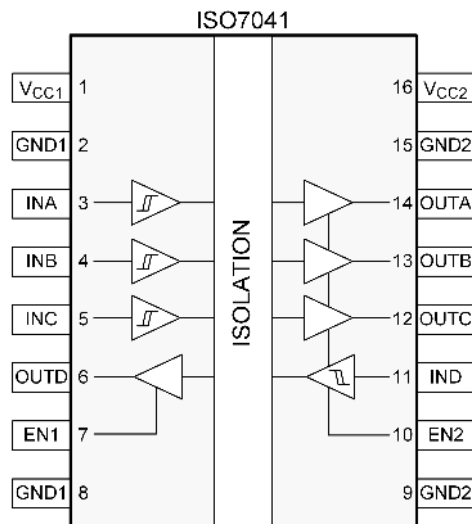 ISO7041
VCC1 1 16 VCC2
GND1 2 15 GND2
INA 3 14 OUTA
INB 4 13 OUTB
INC 5 12 OUTC
OUTD 6 11 IND
EN1 7 10 EN2
GND1 8 9 GND2
ISOLATION